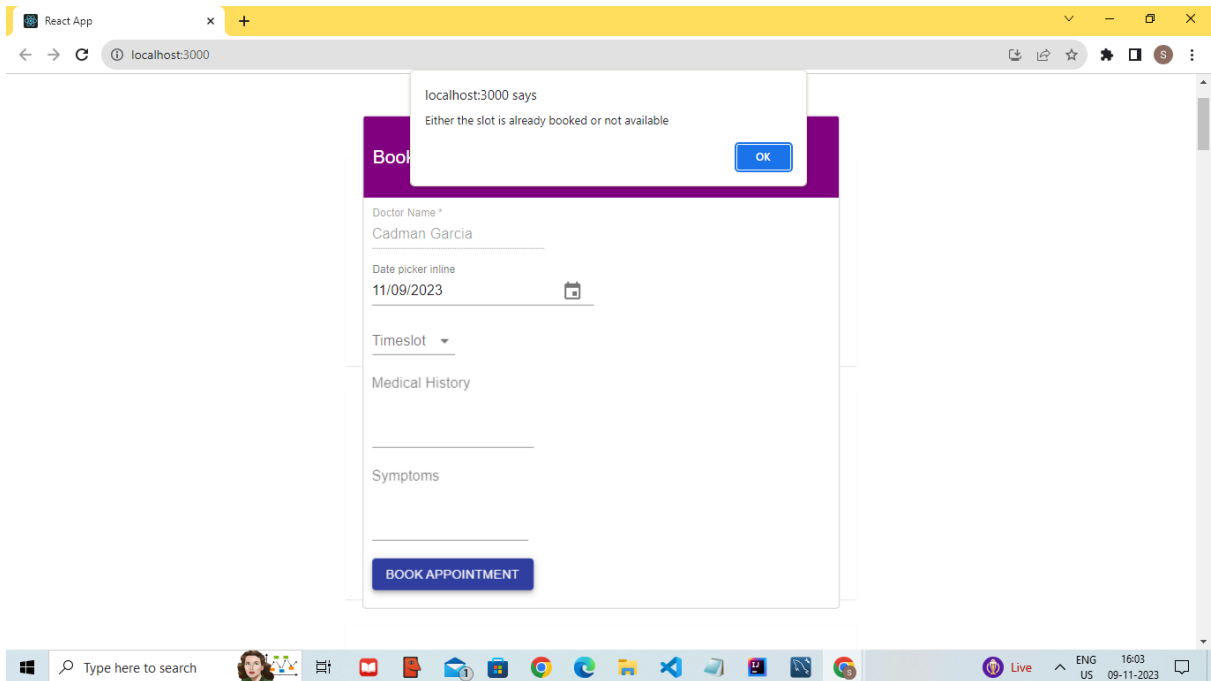 React App
localhost:3000
S
localhost:3000 says
Either the slot is already booked or not available
OK
Doctor Name *
Cadman Garcia
Date picker inline
11/09/2023
Timeslot
Medical History
Symptoms
BOOK APPOINTMENT
Type here to search
1
Live
ENG
US
16:03
09-11-2023